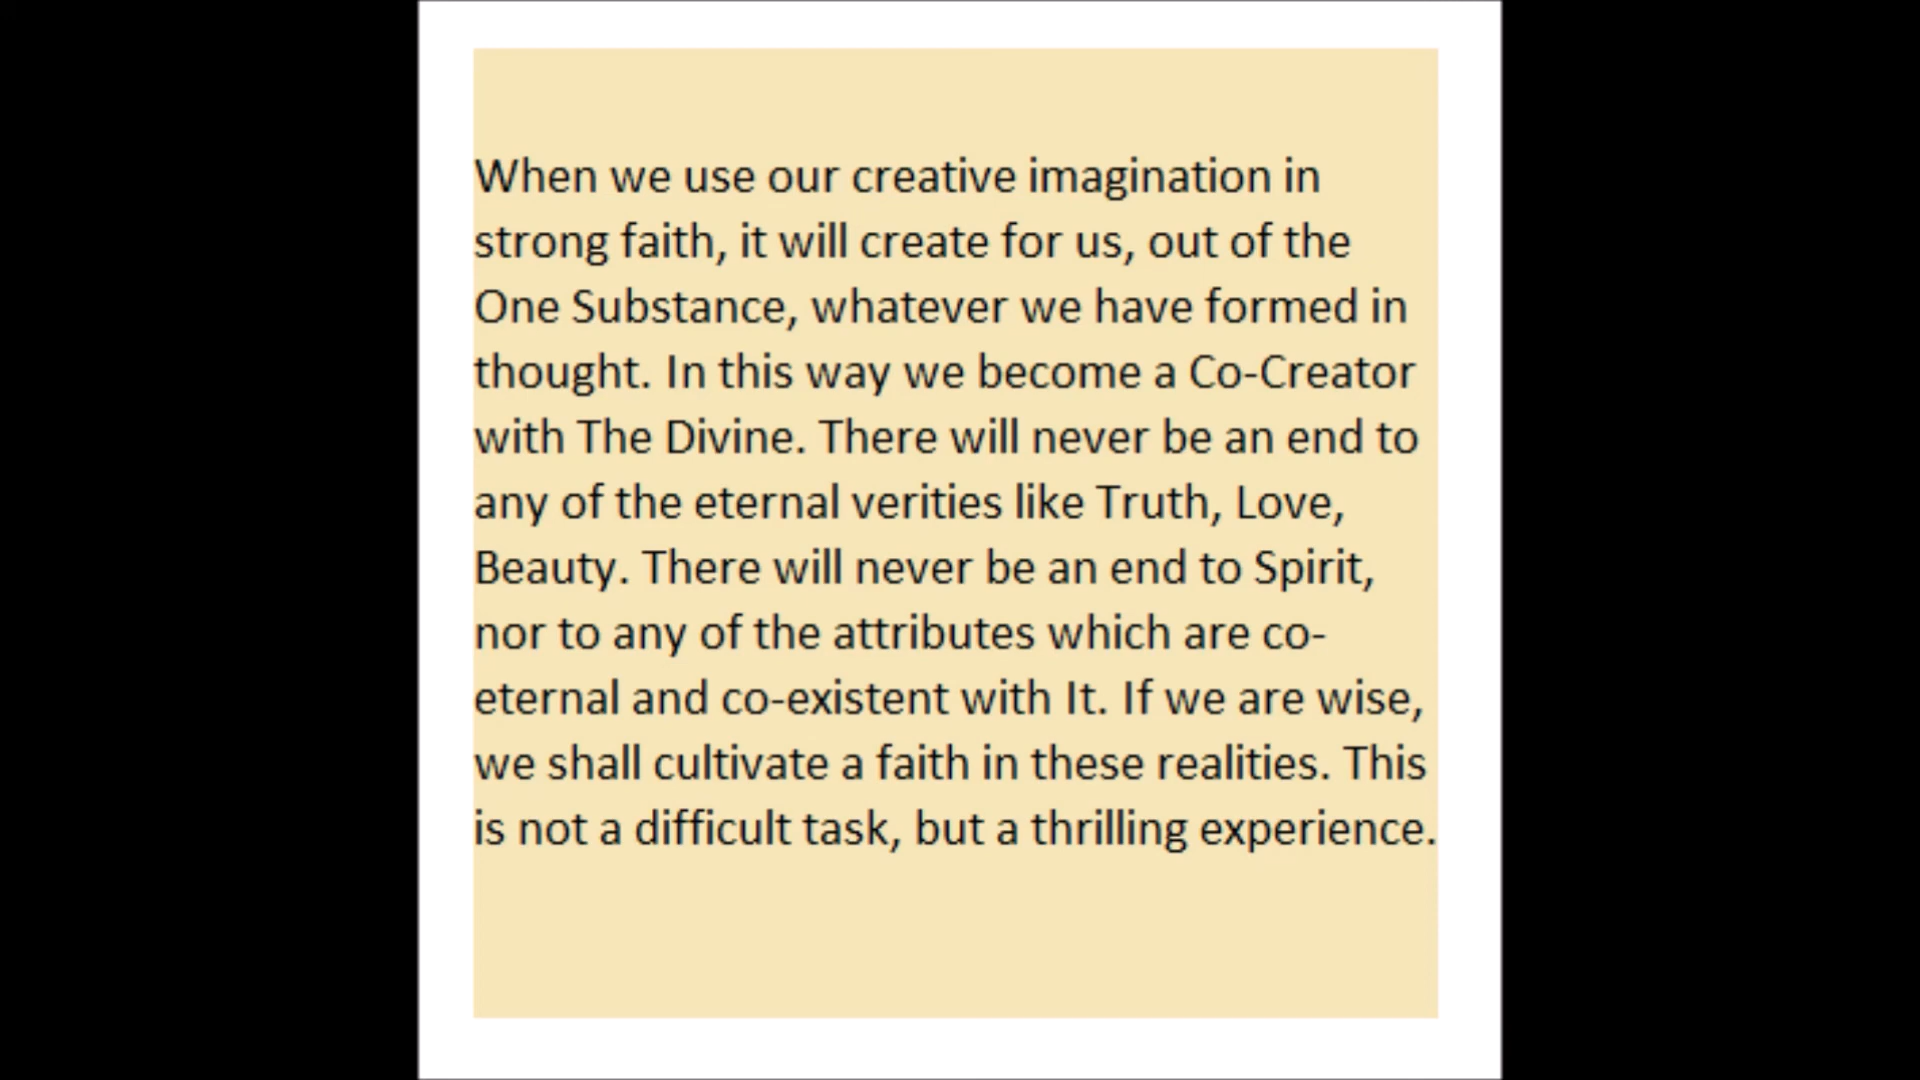 When we use our creative imagination in
strong faith, it will create for us, out of the
One Substance, whatever we have formed in
thought. In this way we become a Co-Creator
with The Divine. There will never be an end to
any of the eternal verities like Truth, Love,
Beauty. There will never be an end to Spirit,
nor to any of the attributes which are co-
eternal and co-existent with It. If we are wise,
we shall cultivate a faith in these realities. This
is not a difficult task, but a thrilling experience.